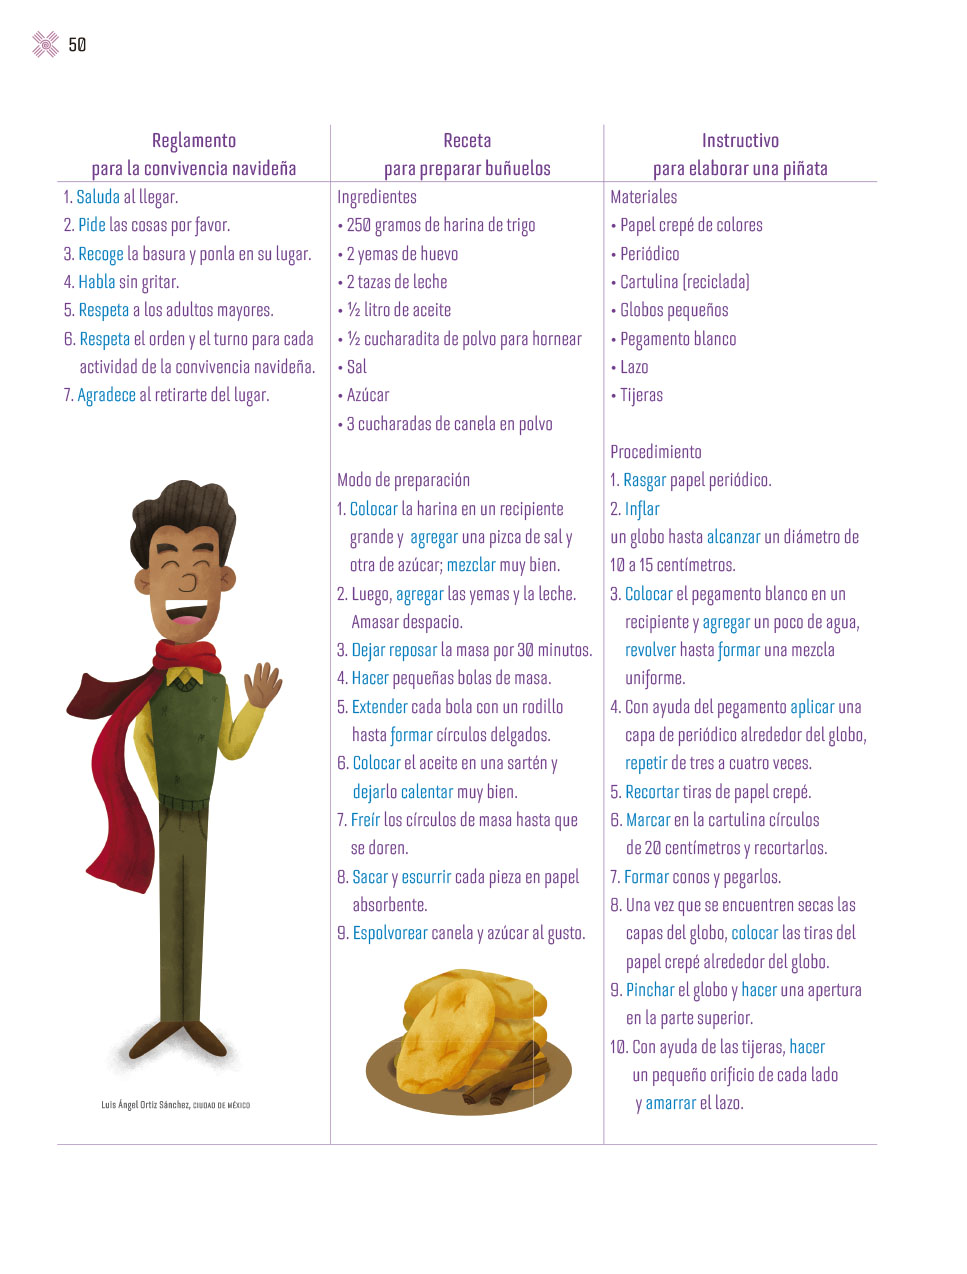 50
Reglamento
para la convivencia navideña
1. Saluda al llegar.
2. Pide las cosas por favor.
3. Recoge la basura y ponla en su lugar.
4. Habla sin gritar.
5. Respeta a los adultos mayores.
6. Respeta el orden y el turno para cada
actividad de la convivencia navideña.
7. Agradece al retirarte del lugar.
Luis Ángel Ortiz Sánchez, CIUDAD DE MÉXICO
Receta
para preparar buñuelos
Ingredientes
• 250 gramos de harina de trigo
• 2 yemas de huevo
• 2 tazas de leche
• ½ litro de aceite
• ½ cucharadita de polvo para hornear
• Sal
• Azúcar
• 3 cucharadas de canela en polvo
Modo de preparación
1. Colocar la harina en un recipiente
grande y agregar una pizca de sal y
otra de azúcar; mezclar muy bien.
2. Luego, agregar las yemas y la leche.
Amasar despacio.
3. Dejar reposar la masa por 30 minutos.
4. Hacer pequeñas bolas de masa.
5. Extender cada bola con un rodillo
hasta formar círculos delgados.
6. Colocar el aceite en una sartén y
dejarlo calentar muy bien.
7. Freír los círculos de masa hasta que
se doren.
8. Sacar y escurrir cada pieza en papel
absorbente.
9. Espolvorear canela y azúcar al gusto.
Instructivo
para elaborar una piñata
Materiales
• Papel crepé de colores
• Periódico
• Cartulina (reciclada)
• Globos pequeños
• Pegamento blanco
• Lazo
• Tijeras
Procedimiento
1. Rasgar papel periódico.
2. Inflar
un globo hasta alcanzar un diámetro de
10 a 15 centímetros.
3. Colocar el pegamento blanco en un
recipiente y agregar un poco de agua,
revolver hasta formar una mezcla
uniforme.
4. Con ayuda del pegamento aplicar una
capa de periódico alrededor del globo,
repetir de tres a cuatro veces.
5. Recortar tiras de papel crepé.
6. Marcar en la cartulina círculos
de 20 centímetros y recortarlos.
7. Formar conos y pegarlos.
8. Una vez que se encuentren secas las
capas del globo, colocar las tiras del
papel crepé alrededor del globo.
9. Pinchar el globo y hacer una apertura
en la parte superior.
10. Con ayuda de las tijeras, hacer
un pequeño orificio de cada lado
y amarrar el lazo.